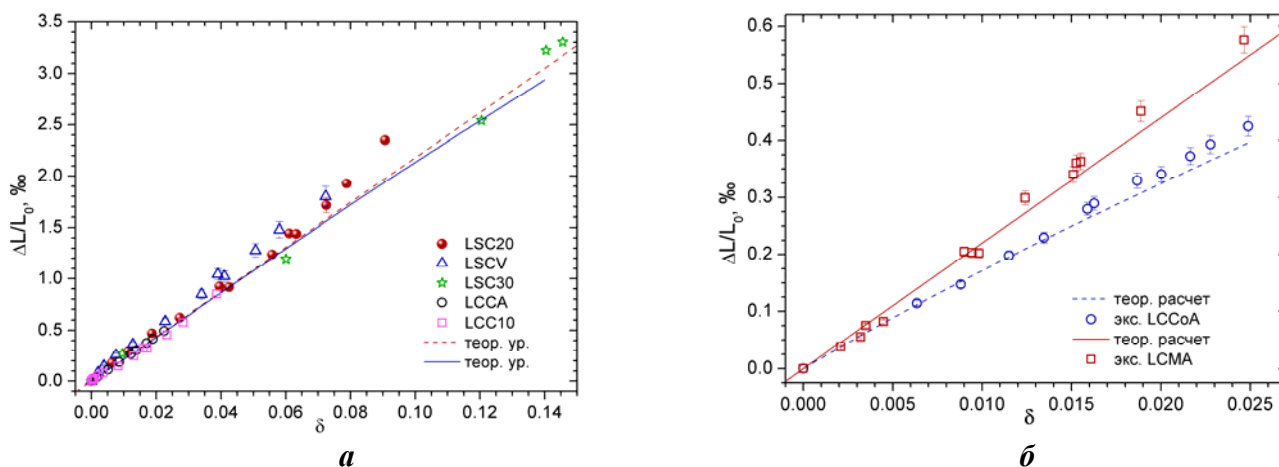 3.5
3.0
2.5
2.0
1.5
1.0
0.5
0.0
ΔL/L₀, ‰
0.00 0.02 0.04 0.06 0.08 0.10 0.12 0.14
δ
LSC20
LSCV
LSC30
LCCA
LCC10
теор. ур.
теор. ур.
а
0.6
0.5
0.4
0.3
0.2
0.1
0.0
ΔL/L₀, ‰
0.000 0.005 0.010 0.015 0.020 0.025
δ
теор. расчет
экс. LCCoA
теор. расчет
экс. LCMA
б